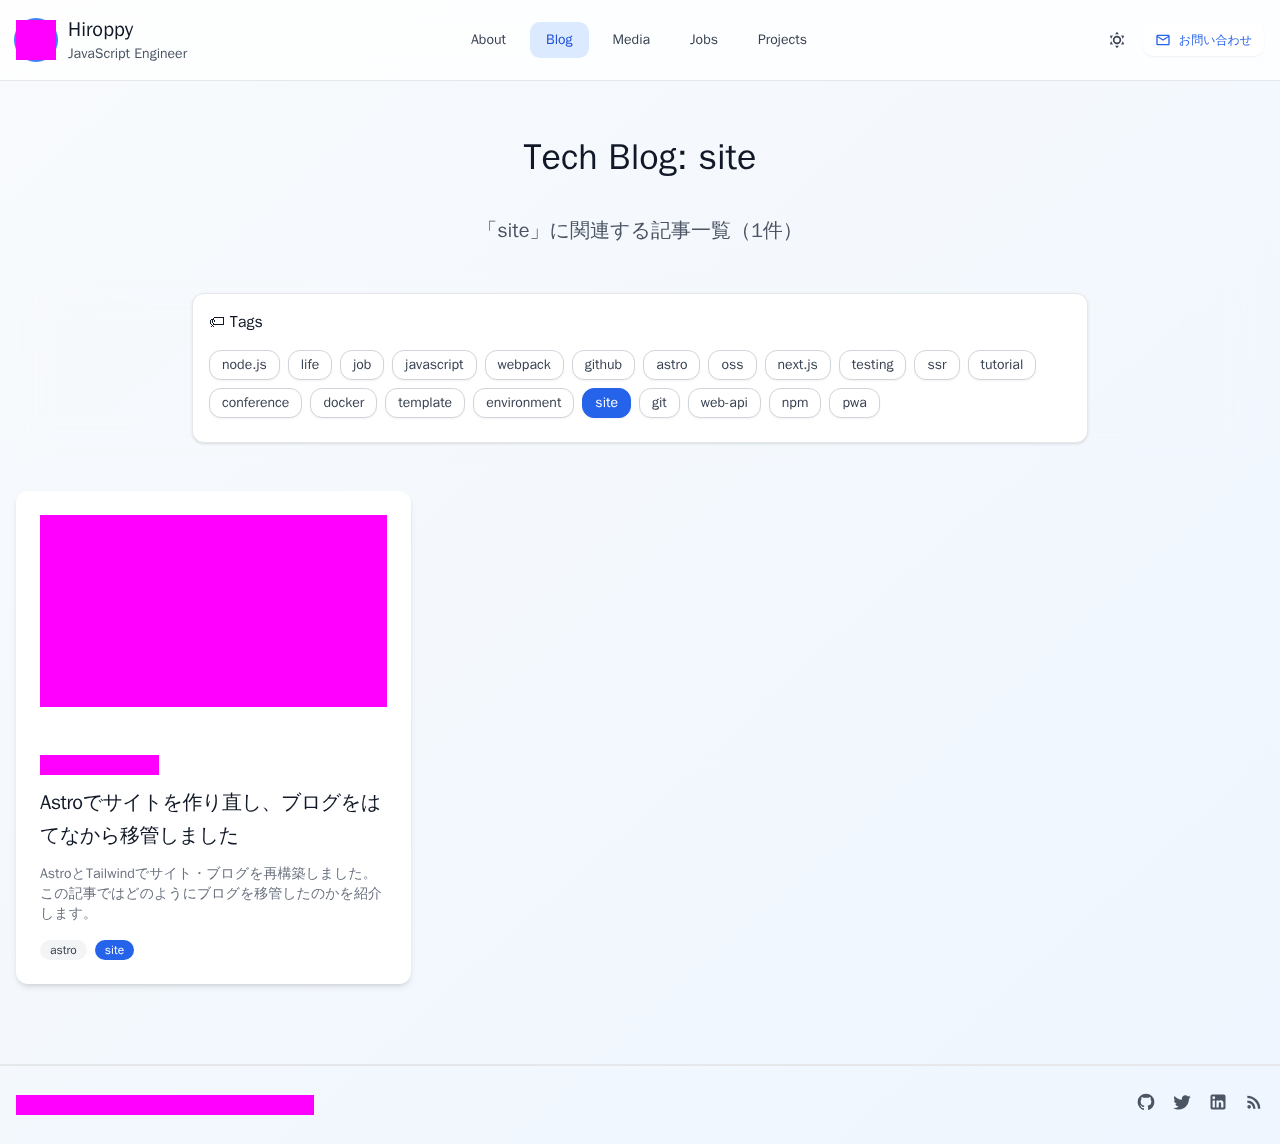 Hiroppy
JavaScript Engineer
About
Blog
Media
Jobs
Projects
お問い合わせ
Tech Blog: site
「site」に関連する記事一覧（1件）
🏷 Tags
node.js life job javascript webpack github astro oss next.js testing ssr tutorial
conference docker template environment site git web-api npm pwa
Astroでサイトを作り直し、ブログをは
てなから移管しました
AstroとTailwindでサイト・ブログを再構築しました。
この記事ではどのようにブログを移管したのかを紹介
します。
astro site